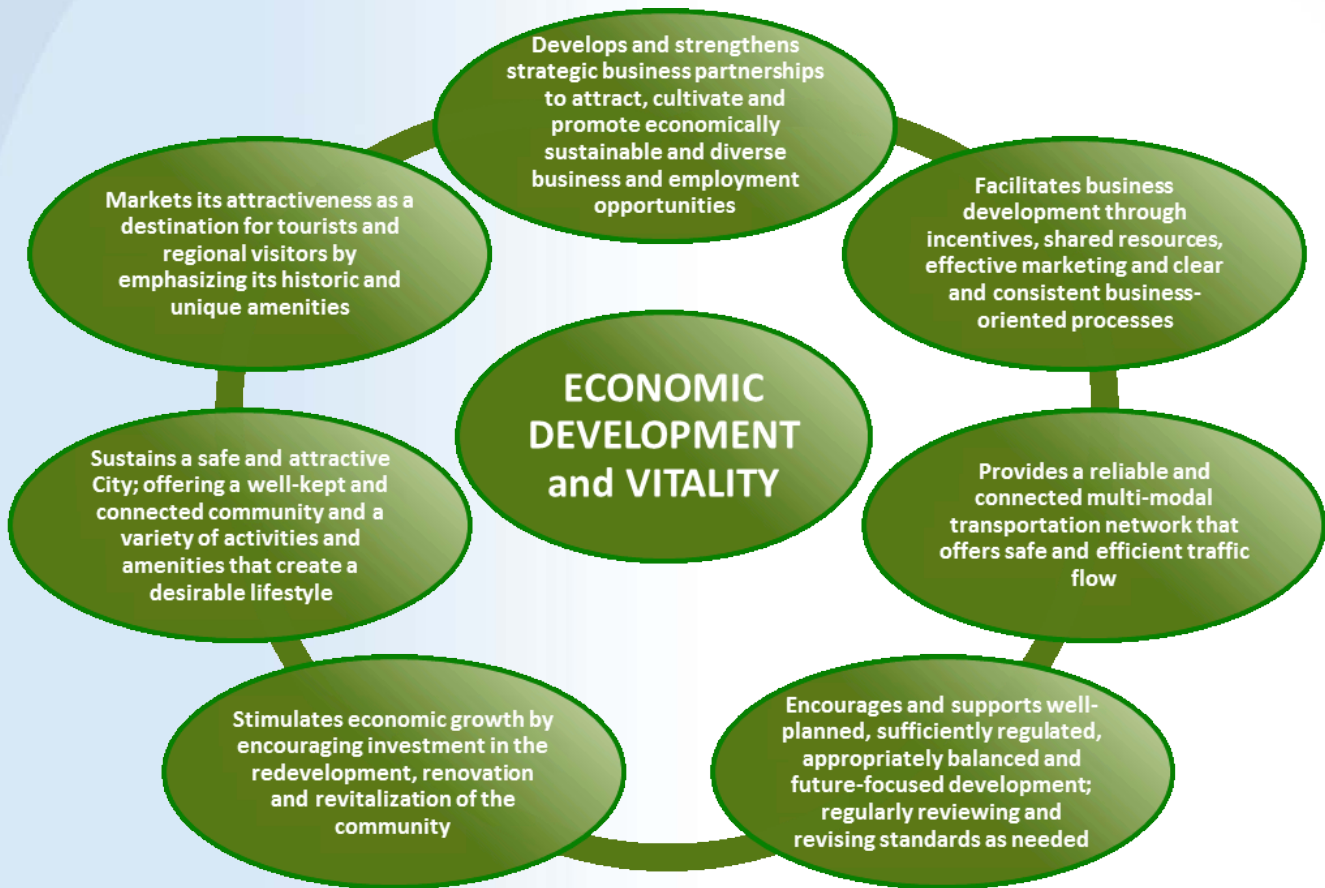 Develops and strengthens
strategic business partnerships
to attract, cultivate and
promote economically
sustainable and diverse
business and employment
opportunities
Markets its attractiveness as a
destination for tourists and
regional visitors by
emphasizing its historic and
unique amenities
Facilitates business
development through
incentives, shared resources,
effective marketing and clear
and consistent business-
oriented processes
ECONOMIC
DEVELOPMENT
and VITALITY
Sustains a safe and attractive
City; offering a well-kept and
connected community and a
variety of activities and
amenities that create a
desirable lifestyle
Provides a reliable and
connected multi-modal
transportation network that
offers safe and efficient traffic
flow
Stimulates economic growth by
encouraging investment in the
redevelopment, renovation
and revitalization of the
community
Encourages and supports well-
planned, sufficiently regulated,
appropriately balanced and
future-focused development;
regularly reviewing and
revising standards as needed